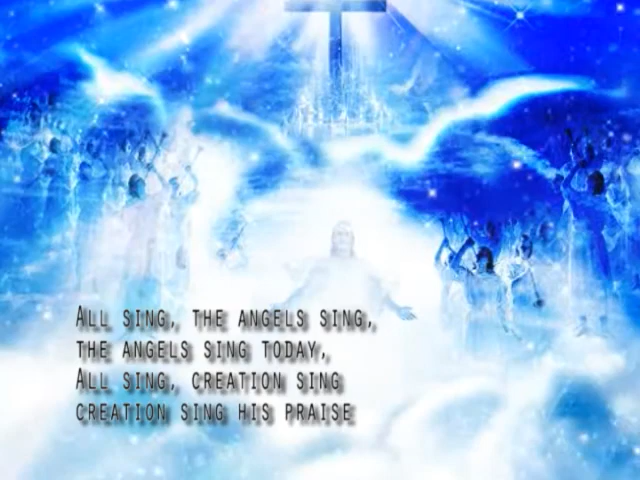 All sing, the angels sing,
the angels sing today,
All sing, creation sing
creation sing his praise